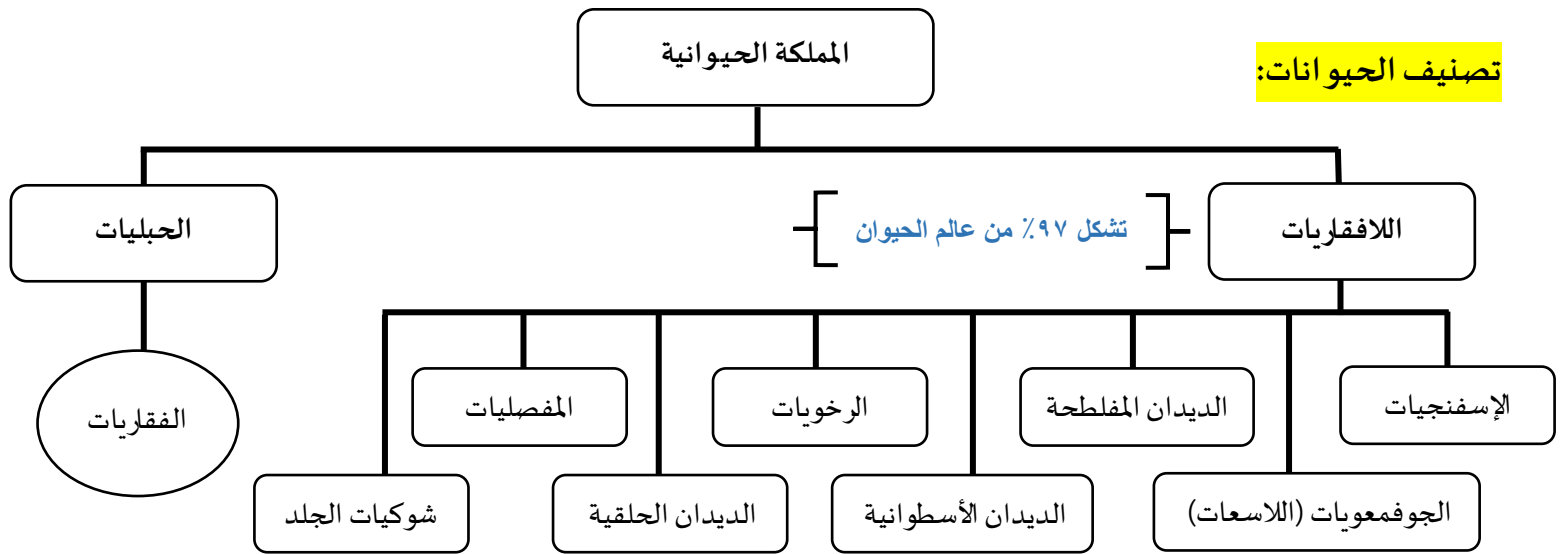 تصنيف الحيوانات:
المملكة الحيوانية
اللافقاريات
تشكل ٩٧٪ من عالم الحيوان
الحبليات
الإسفنجيات
الديدان المفلطحة
الرخويات
المفصليات
الفقاريات
الجوفمعويات (اللاسعات)
الديدان الأسطوانية
الديدان الحلقية
شوكيات الجلد